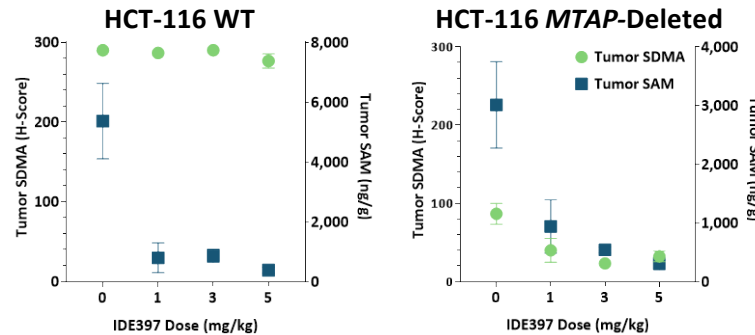 HCT-116 WT
300
200
100
0
8,000
6,000
4,000
2,000
0
Tumor SDMA (H-Score)
Tumor SAM
(ng/g)
0 1 3 5
IDE397 Dose (mg/kg)
HCT-116 MTAP-Deleted
Tumor SDMA
Tumor SAM
300
200
100
0
4,000
3,000
2,000
1,000
0
Tumor SDMA (H-Score)
Tumor SAM (ng/g)
0 1 3 5
IDE397 Dose (mg/kg)